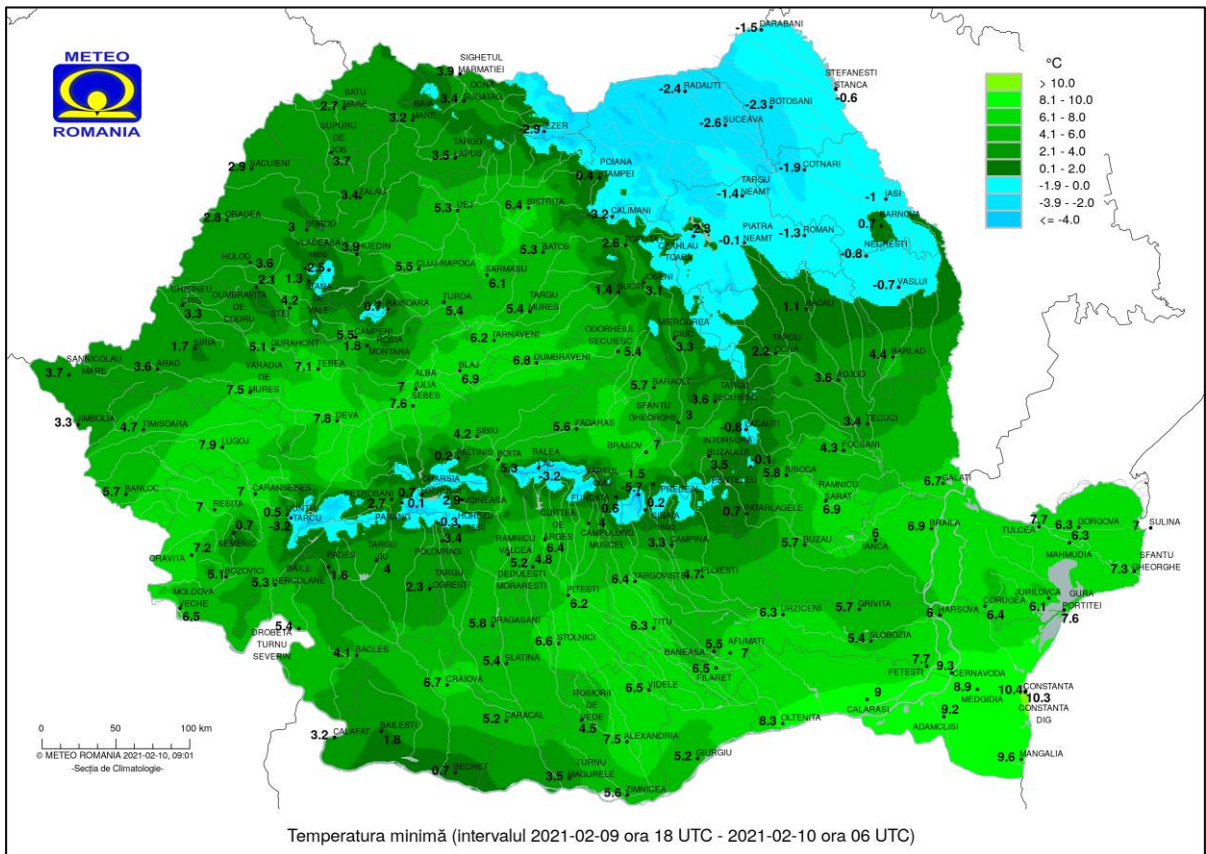 METEO
ROMANIA
°C
> 10.0
8.1 - 10.0
6.1 - 8.0
4.1 - 6.0
2.1 - 4.0
0.1 - 2.0
-1.9 - 0.0
-3.9 - -2.0
<= -4.0
-1.5 DARABANI
SIGHETUL
MARMATIEI
3.9
OCNA
SUGATAG
3.4
SATU
MARE
2.7
BAIA
MARE
3.2
-2.4 RADAUTI
STEFANESTI
STANCA
-0.6
-2.3 BOTOSANI
-2.6 SUCEAVA
-2.9
SUPURU
DE
JOS
3.7
TARGU
LAPUS
3.5
2.9 SACUIENI
POIANA
STAMPEI
0.4
-1.9 COTNARI
3.4 ZALAU
5.3 DEJ
6.4 BISTRITA
TARGU
NEAMT
-1.4
-1 IASI
2.8 ORADEA
3 BOROD
-3.2 CALIMANI
BARNOVA
VLADEASA
1800
-2.5
3.9 HUEDIN
5.3 BATOS
2.6 TOPLITA
CEAHLAU
TOACA
-2.3
PIATRA
NEAMT
-0.1
-1.3 ROMAN
NEGRESTI
-0.8
HOLOD
3.6
5.5 CLUJ-NAPOCA
SARMASU
6.1
JOSENI
3.1
1.4 BUCIN
-0.7 VASLUI
CHISINEU
CRIS
3.3
DUMBRAVITA
DE
CODRU
-2.1
STEI
4.2
STANA
DE
VALE
1.3
BAISOARA
TURDA
5.4
TARGU
MURES
5.4
1.1 BACAU
1.7 SIRIA
5.1 GURAHONT
5.5 CAMPENI
1.8 ROSIA
MONTANA
6.2 TARNAVENI
ODORHEIUL
SECUIESC
5.4
MIERCUREA
CIUC
3.3
TARGU
OCNA
2.2
4.4 BARLAD
SANNICOLAU
MARE
3.7
3.6 ARAD
7.1 TEBEA
BLAJ
6.9
6.8 DUMBRAVENI
VARADIA
DE
MURES
7.5
ALBA
IULIA
7
SEBES
7.6
5.7 BARAOLT
TARGU
SECUIESC
3.6
3.6 ADJUD
3.3 JIMBOLIA
4.7 TIMISOARA
7.8 DEVA
5.6 FAGARAS
SFANTU
GHEORGHE
3
-0.8 LACAUTI
3.4 TECUCI
7.9 LUGOJ
4.2 SIBIU
BRASOV 7
INTORSURA
BUZAULUI
3.5
4.3 FOCSANI
0.2 PALTINIS
BOITA
5.3
BALEA
LAC
-3.2
-0.1
PENTELEU
5.8 BISOCA
5.7 BANLOC
7 CARANSEBES
PETROSANI
2.7
OBARSIA
LOTRULUI
0.7
2.9 VOINEASA
VARFUL
OMU
-5.7
1.5
PREDEAL
RAMNICU
SARAT
6.9
6.7 GALATI
7 RESITA
0.5
-3.2
TARCU
PARANG
0.1
-0.3
HOREZU
FUNDATA
0.6
0.2
SINAIA
1500
0.7 PATARLAGELE
7.7
TULCEA
6.3 GORGOVA
7 SULINA
0.7
SEMENIC
POLOVRAGI
3.4
CURTEA
DE
ARGES
6.4
4
CAMPULUNG
MUSCEL
3.3 CAMPINA
5.7 BUZAU
6
IANCA
6.9 BRAILA
6.3
MAHMUDIA
ORAVITA
7.2
PADES
1.6
TARGU
JIU
4
RAMNICU
VALCEA
5.2
4.8
DEDULESTI
MORARESTI
SFANTU
GHEORGHE
7.3
5.1 BOZOVICI
BAILE
HERCULANE
5.3
TARGU
LOGRESTI
2.3
6.4 TARGOVISTE
4.7 PLOIESTI
MOLDOVA
VECHE
6.5
PITESTI
6.2
5.7 GRIVITA
JURILOVCA
6.1
GURA
PORTITEI
7.6
6 HARSOVA
CORUGEA
6.4
6.3 URZICENI
5.4
DROBETA
TURNU
SEVERIN
5.8 DRAGASANI
6.3 TITU
5.4 SLOBOZIA
4.1 BACLES
6.6 STOLNICI
BANEASA
5.5
AFUMATI
7
6.5
FILARET
5.4 SLATINA
7.7
FETESTI
9.3
CERNAVODA
6.7 CRAIOVA
6.5 VIDELE
9
CALARASI
8.9
MEDGIDIA
10.4 CONSTANTA
10.3
CONSTANTA
DIG
ROSIORII
DE
VEDE
4.5
9.2
ADAMCLISI
5.2 CARACAL
8.3 OLTENITA
3.2 CALAFAT
BAILESTI
1.8
7.5 ALEXANDRIA
5.2 GIURGIU
9.6 MANGALIA
0.7 BECHET
TURNU
MAGURELE
3.5
5.6 ZIMNICEA
0 50 100 km
© METEO ROMANIA 2021-02-10, 09:01
-Secția de Climatologie-
Temperatura minimă (intervalul 2021-02-09 ora 18 UTC - 2021-02-10 ora 06 UTC)